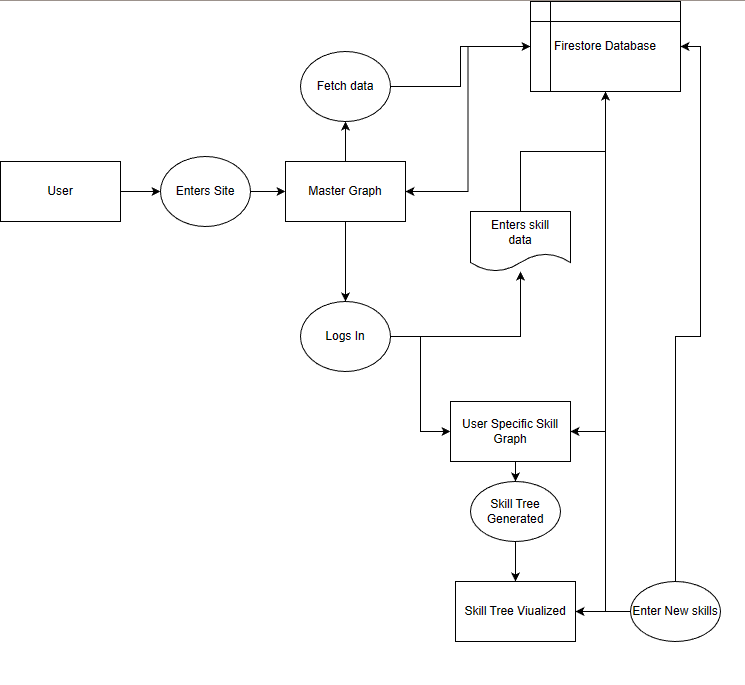 Firestore Database
Fetch data
User
Enters Site
Master Graph
Enters skill
data
Logs In
User Specific Skill
Graph
Skill Tree
Generated
Skill Tree Viualized
Enter New skills